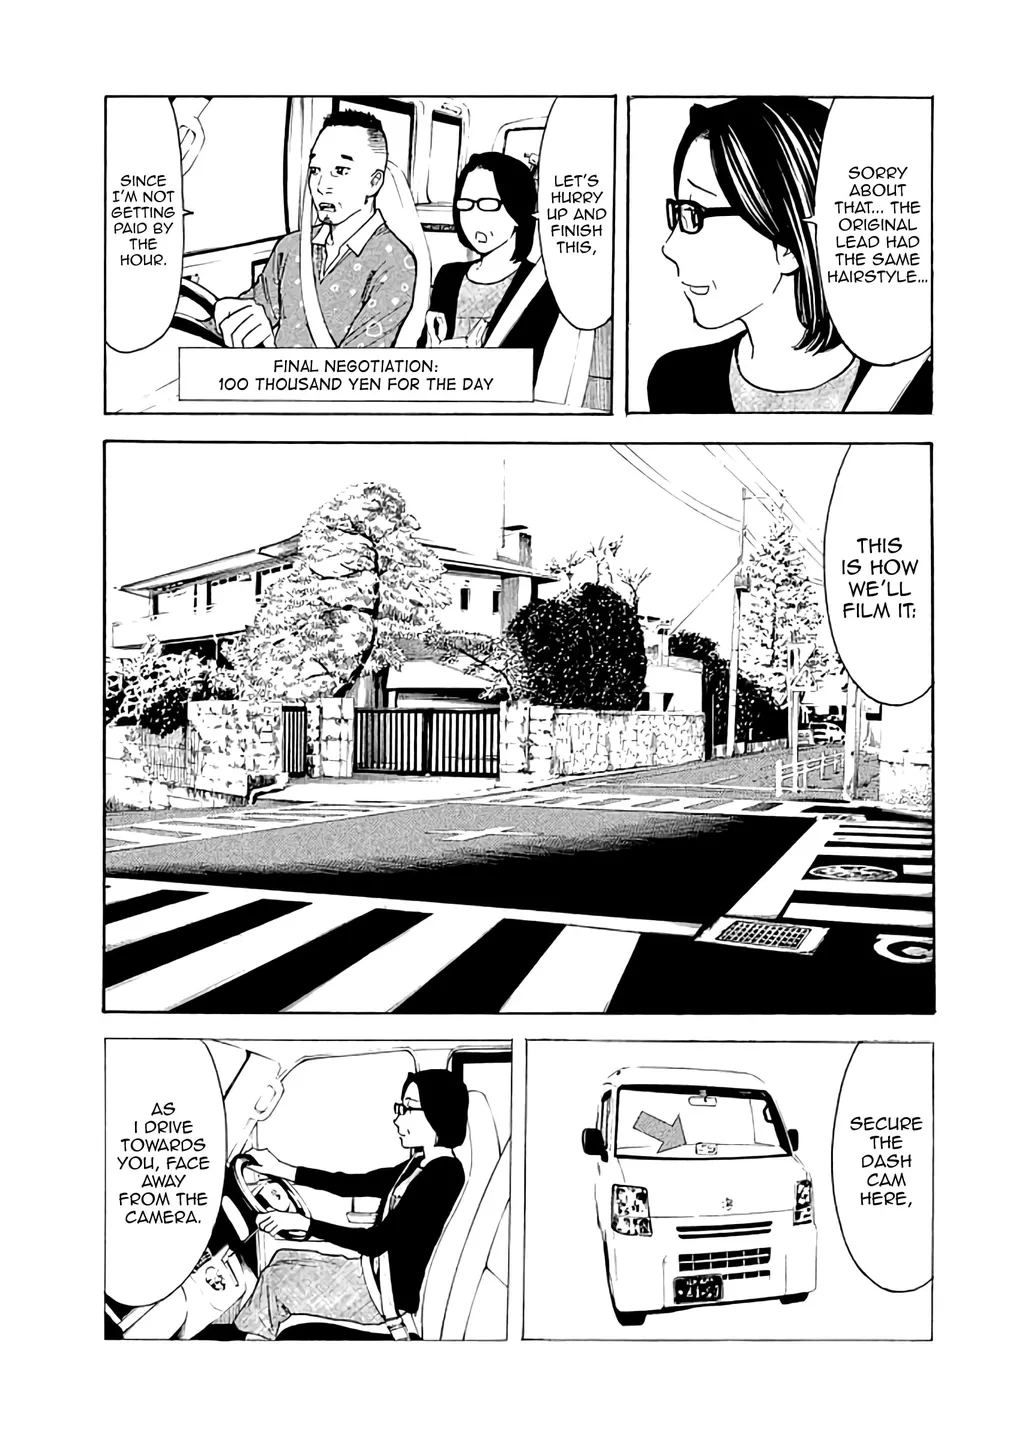 SORRY
ABOUT
THAT... THE
ORIGINAL
LEAD HAD
THE SAME
HAIRSTYLE...
LET'S
HURRY
UP AND
FINISH
THIS,
SINCE
I'M NOT
GETTING
PAID BY
THE
HOUR.
FINAL NEGOTIATION:
100 THOUSAND YEN FOR THE DAY
THIS
IS HOW
WE'LL
FILM IT:
SECURE
THE
DASH
CAM
HERE,
AS
I DRIVE
TOWARDS
YOU, FACE
AWAY
FROM THE
CAMERA.